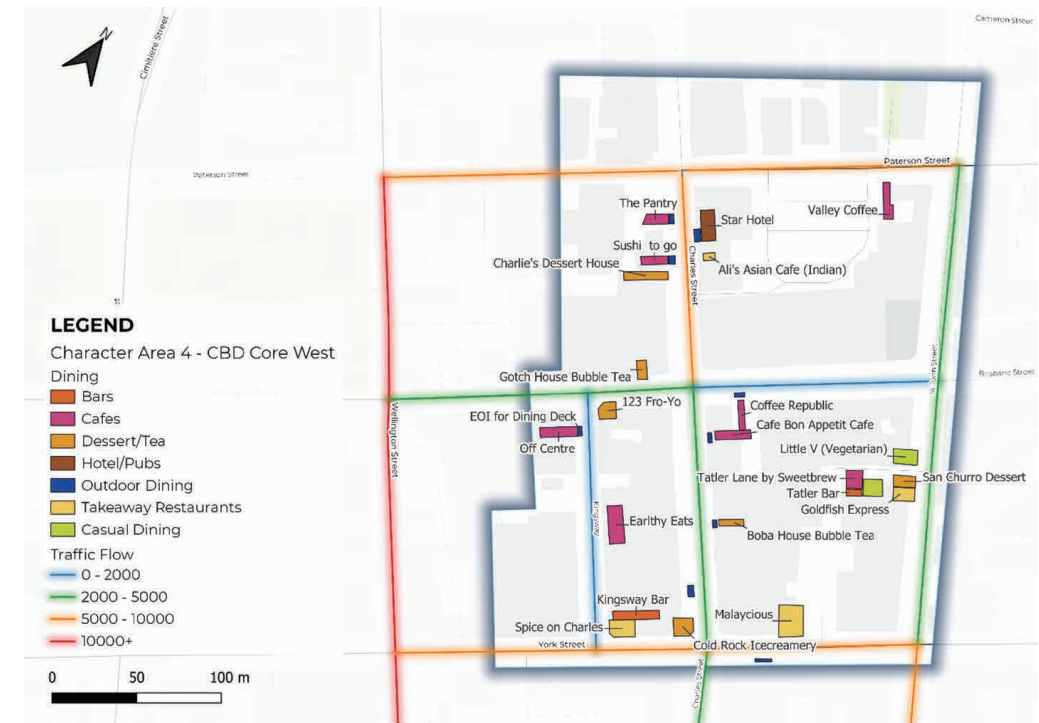 Cameron Street
N
Cimitiere Street
Paterson Street
Paterson Street
The Pantry
Star Hotel
Valley Coffee
Sushi to go
Charlie's Dessert House
Ali's Asian Cafe (Indian)
Charles Street
LEGEND
Character Area 4 - CBD Core West
Dining
Bars
Cafes
Dessert/Tea
Hotel/Pubs
Outdoor Dining
Takeaway Restaurants
Casual Dining
Traffic Flow
0 - 2000
2000 - 5000
5000 - 10000
10000+
0 50 100 m
Gotch House Bubble Tea
St John Street
Brisbane Street
Wellington Street
123 Fro-Yo
EOI for Dining Deck
Off Centre
Coffee Republic
Cafe Bon Appetit Cafe
Little V (Vegetarian)
Tatler Lane by Sweetbrew
San Churro Dessert
Tatler Bar
Goldfish Express
Kingsway
Earlthy Eats
Boba House Bubble Tea
Kingsway Bar
Spice on Charles
Malaycious
York Street
Cold Rock Icecreamery
Charles Street